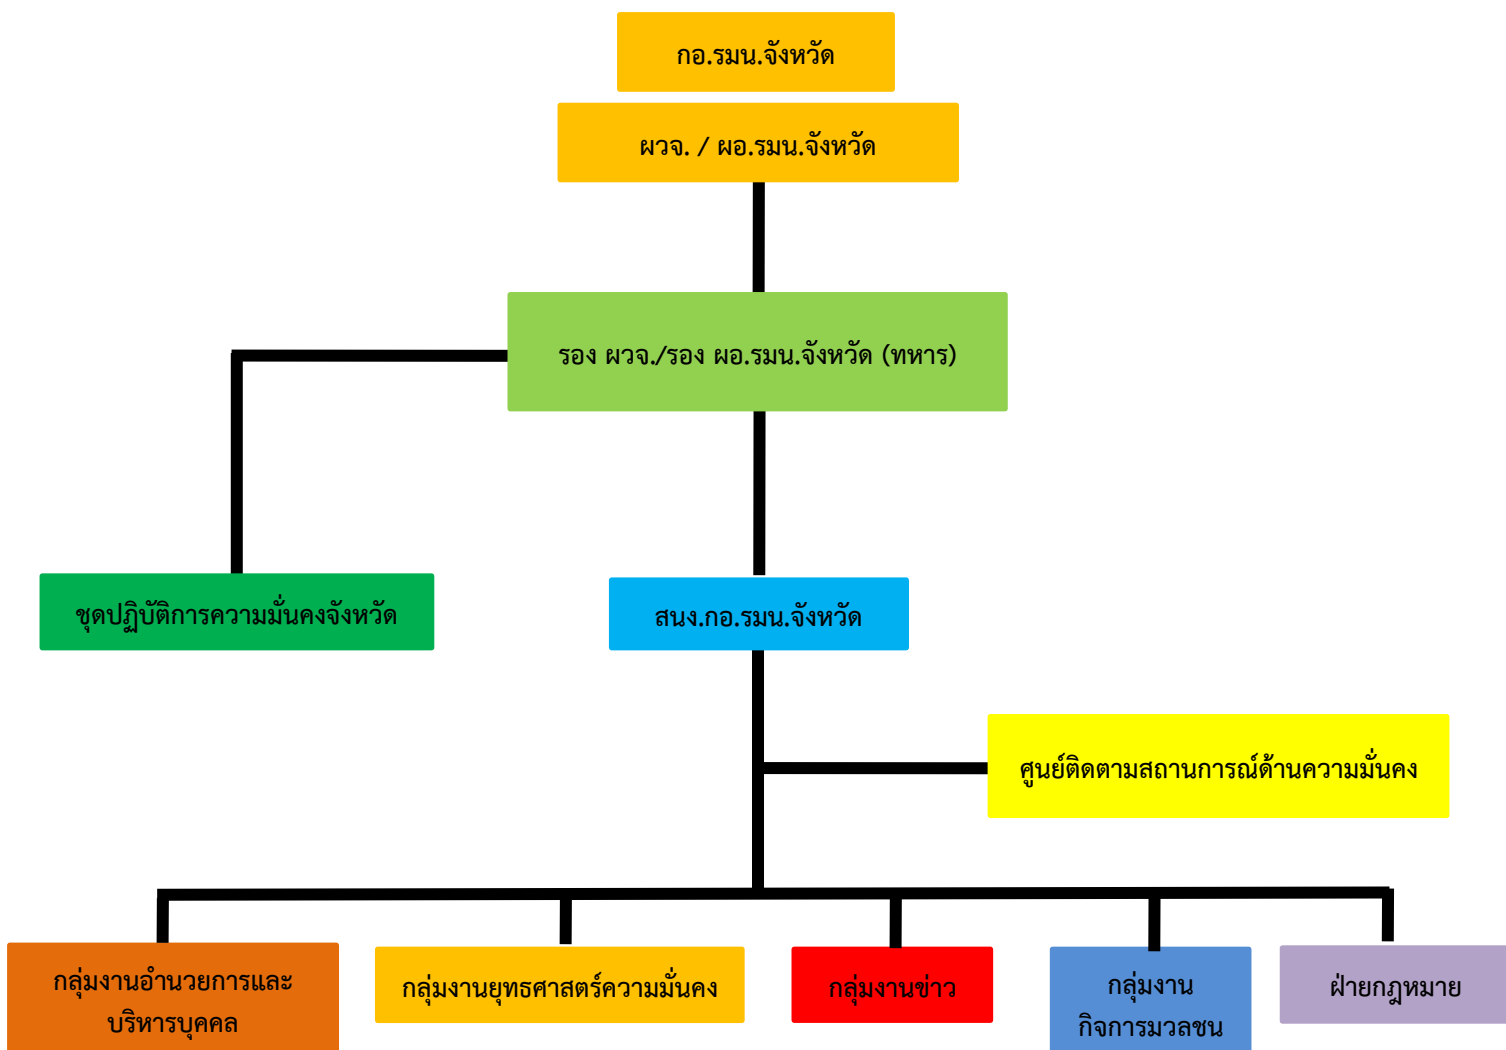 กอ.รมน.จังหวัด
ผวจ. / ผอ.รมน.จังหวัด
รอง ผวจ./รอง ผอ.รมน.จังหวัด (ทหาร)
ชุดปฏิบัติการความมั่นคงจังหวัด
สนง.กอ.รมน.จังหวัด
ศูนย์ติดตามสถานการณ์ด้านความมั่นคง
กลุ่มงานอำนวยการและ
บริหารบุคคล
กลุ่มงานยุทธศาสตร์ความมั่นคง
กลุ่มงานข่าว
กลุ่มงาน
กิจการมวลชน
ฝ่ายกฎหมาย